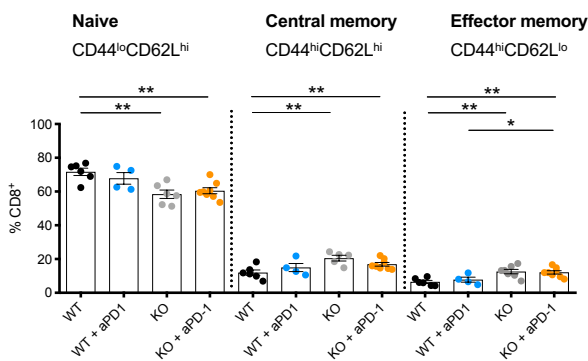 Naive Central memory Effector memory
CD44loCD62Lhi CD44hiCD62Lhi CD44hiCD62Llo
** ** **
** ** **
*
100
80
60
40
20
0
% CD8+
WT WT + aPD1 KO KO + aPD-1 WT WT + aPD1 KO KO + aPD-1 WT WT + aPD1 KO KO + aPD-1